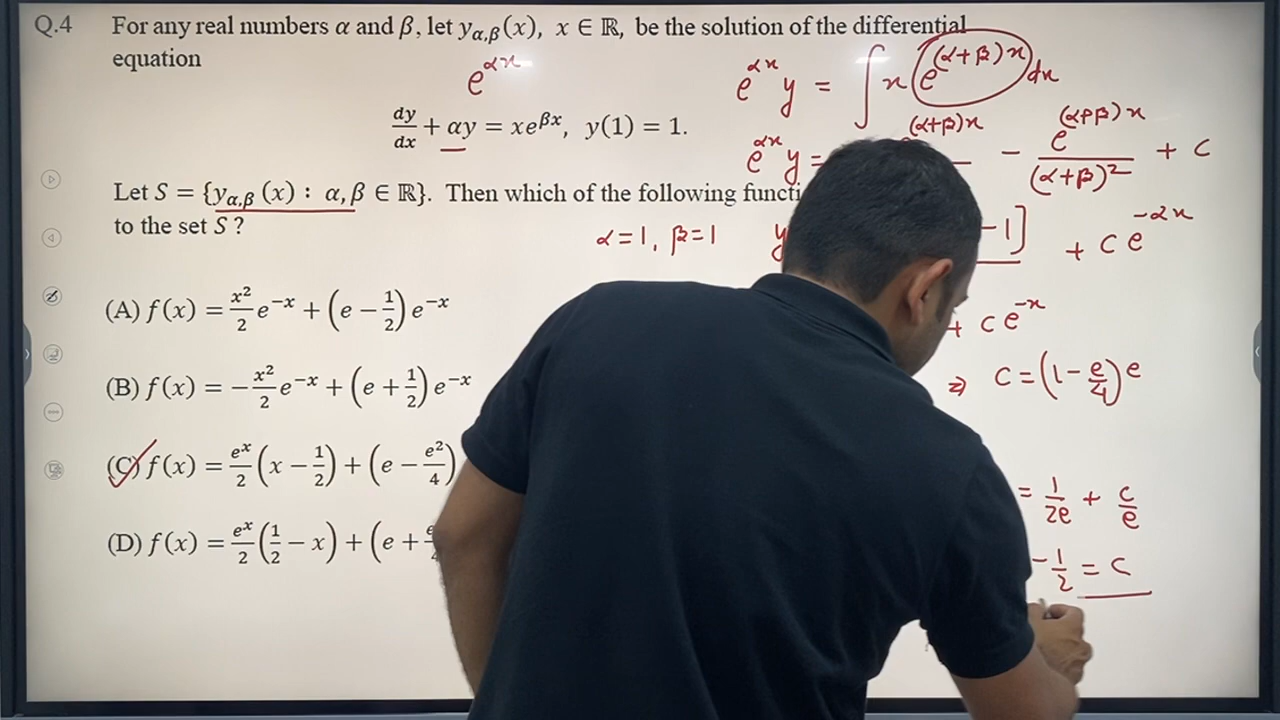 Q.4 For any real numbers α and β, let y_{α,β}(x), x ∈ ℝ, be the solution of the differential
equation
e^{αx}
dy/dx + αy = xe^{βx}, y(1) = 1.
Let S = {y_{α,β}(x) : α, β ∈ ℝ}. Then which of the following
to the set S ?
(A) f(x) = x²/2 e^{-x} + (e − 1/2) e^{-x}
(B) f(x) = −x²/2 e^{-x} + (e + 1/2) e^{-x}
(C) f(x) = e^x/2 (x − 1/2) + (e − e²/4)
(D) f(x) = e^x/2 (1/2 − x) + (e +
e^{αx} y = ∫ x e^{(α+β)x} dx
e^{αx} y = (α+β)x − e^{(α+β)x}/(α+β)² + c
α=1, β=1 y −1] + c e^{-αx}
+ c e^{-x}
⇒ c = (1 − e/4) e
= 1/2e + c/e
− 1/2 = c